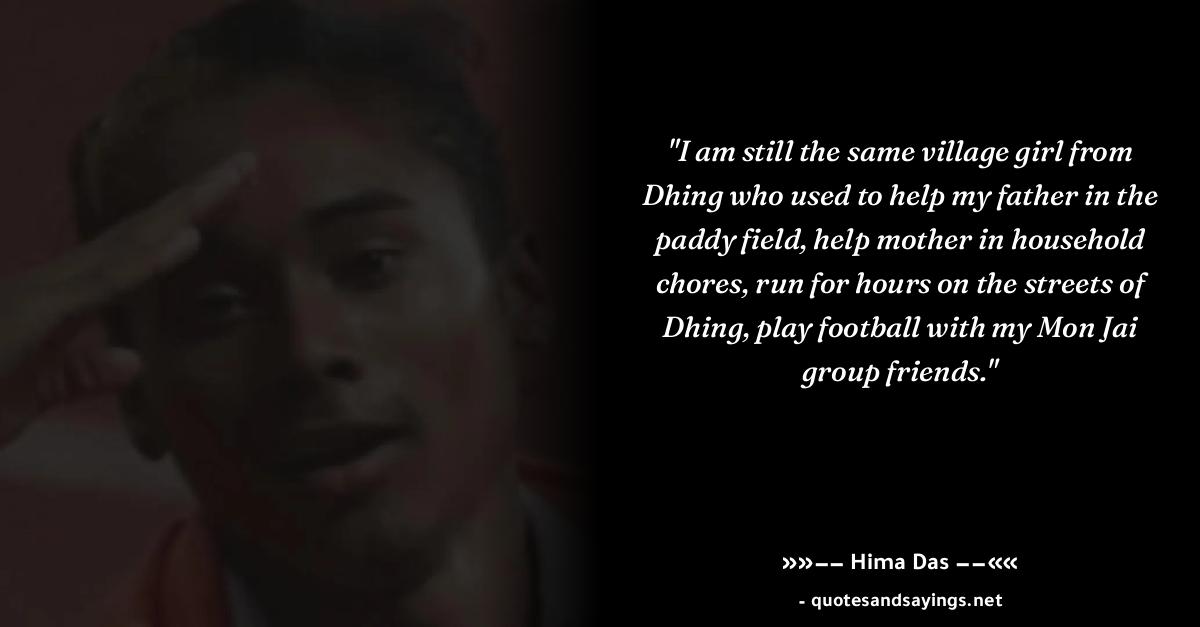 "I am still the same village girl from
Dhing who used to help my father in the
paddy field, help mother in household
chores, run for hours on the streets of
Dhing, play football with my Mon Jai
group friends."
»»−− Hima Das −−««
- quotesandsayings.net